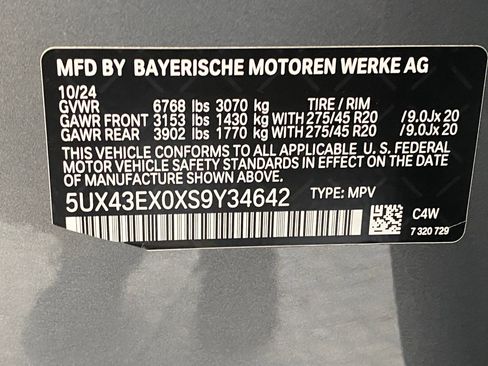 MFD BY BAYERISCHE MOTOREN WERKE AG
10/24
GVWR 6768 lbs 3070 kg TIRE / RIM
GAWR FRONT 3153 lbs 1430 kg WITH 275/45 R20 /9.0Jx 20
GAWR REAR 3902 lbs 1770 kg WITH 275/45 R20 /9.0Jx 20
THIS VEHICLE CONFORMS TO ALL APPLICABLE U. S. FEDERAL
MOTOR VEHICLE SAFETY STANDARDS IN EFFECT ON THE DATE
OF MANUFACTURE SHOWN ABOVE.
5UX43EX0XS9Y34642 TYPE: MPV
C4W
7 320 729